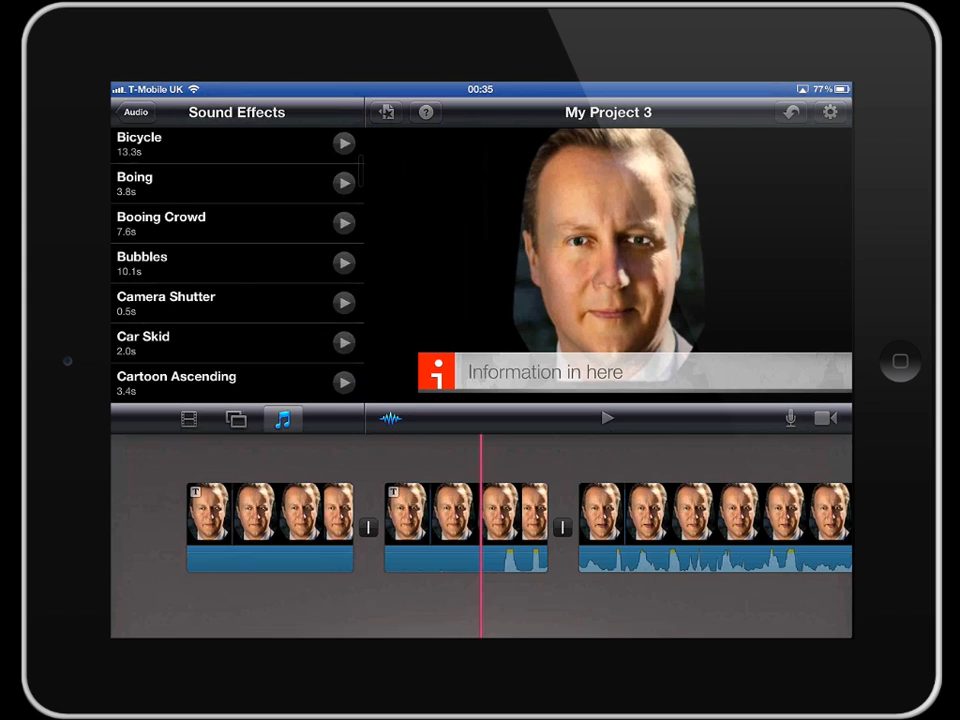 T-Mobile UK
00:35
77%
Audio
Sound Effects
?
My Project 3
Bicycle
13.3s
Boing
3.8s
Booing Crowd
7.6s
Bubbles
10.1s
Camera Shutter
0.5s
Car Skid
2.0s
Cartoon Ascending
3.4s
i Information in here
T
T